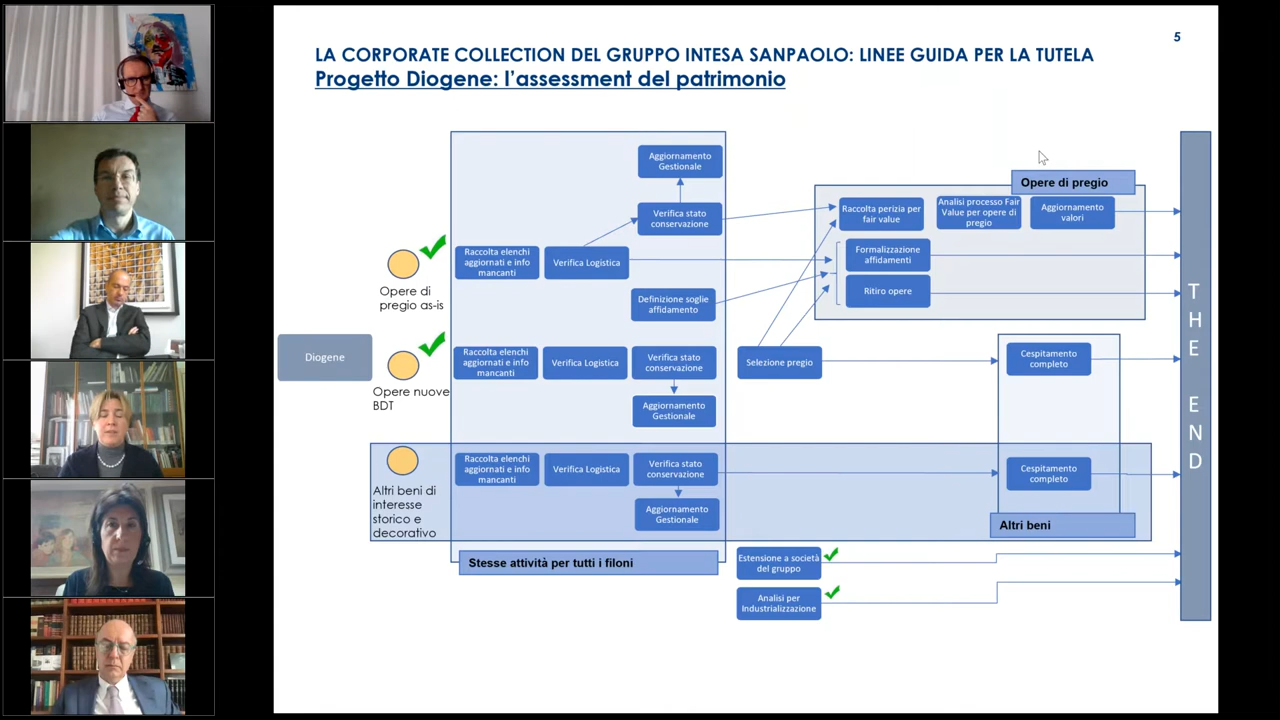 5
LA CORPORATE COLLECTION DEL GRUPPO INTESA SANPAOLO: LINEE GUIDA PER LA TUTELA
Progetto Diogene: l’assessment del patrimonio
Diogene
Opere di
pregio as-is
Raccolta elenchi
aggiornati e info
mancanti
Verifica Logistica
Verifica stato
conservazione
Aggiornamento
Gestionale
Definizione soglie
affidamento
Opere nuove
BDT
Raccolta elenchi
aggiornati e info
mancanti
Verifica Logistica
Verifica stato
conservazione
Aggiornamento
Gestionale
Selezione pregio
Altri beni di
interesse
storico e
decorativo
Raccolta elenchi
aggiornati e info
mancanti
Verifica Logistica
Verifica stato
conservazione
Aggiornamento
Gestionale
Stesse attività per tutti i filoni
Opere di pregio
Raccolta perizia per
fair value
Analisi processo Fair
Value per opere di
pregio
Aggiornamento
valori
Formalizzazione
affidamenti
Ritiro opere
Cespitamento
completo
Cespitamento
completo
Altri beni
Estensione a società
del gruppo
Analisi per
Industrializzazione
THE END